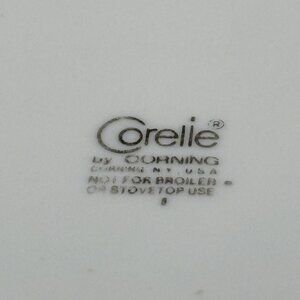 Corelle®
by CORNING
CORNING N.Y. U.S.A
NOT FOR BROILER -
OR STOVETOP USE